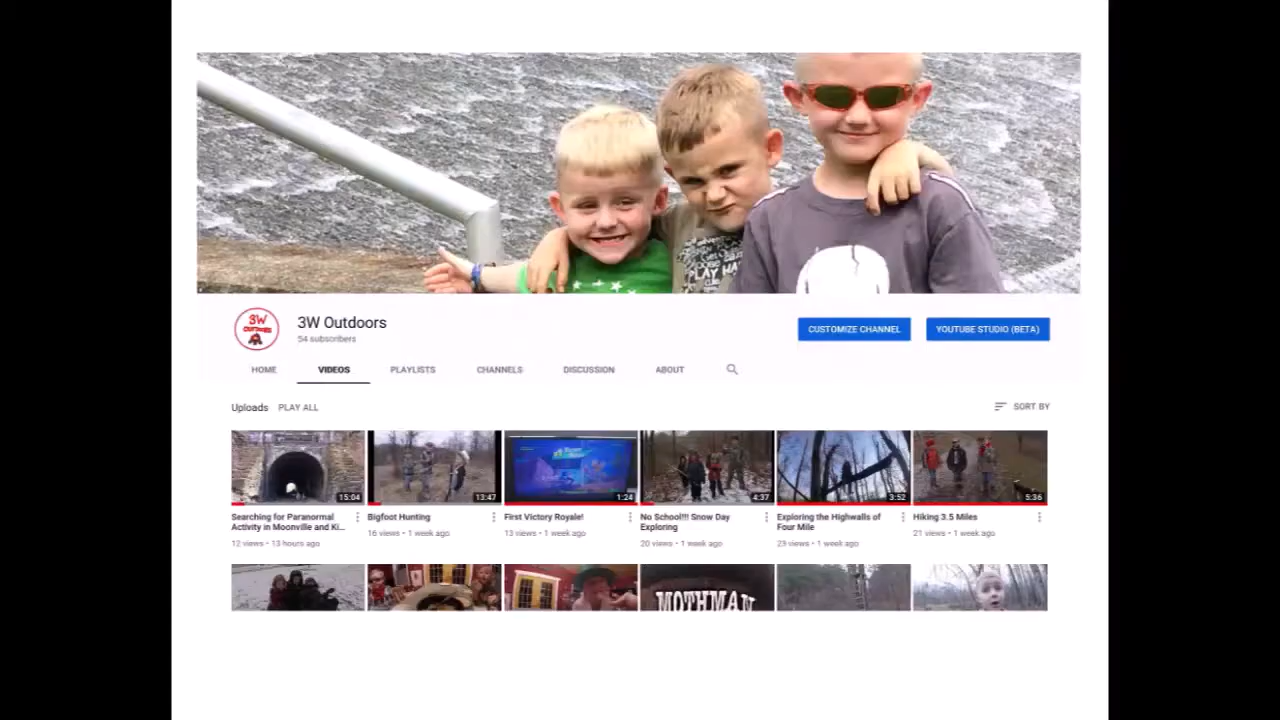 PLAY HA
3W
OUTDOORS
3W Outdoors
54 subscribers
CUSTOMIZE CHANNEL
YOUTUBE STUDIO (BETA)
HOME
VIDEOS
PLAYLISTS
CHANNELS
DISCUSSION
ABOUT
Uploads PLAY ALL
SORT BY
15:04
13:47
1:24
4:37
3:52
5:36
Searching for Paranormal
Activity in Moonville and Ki...
12 views • 13 hours ago
Bigfoot Hunting
16 views • 1 week ago
First Victory Royale!
13 views • 1 week ago
No School!!! Snow Day
Exploring
20 views • 1 week ago
Exploring the Highwalls of
Four Mile
23 views • 1 week ago
Hiking 3.5 Miles
21 views • 1 week ago
MOTHMAN